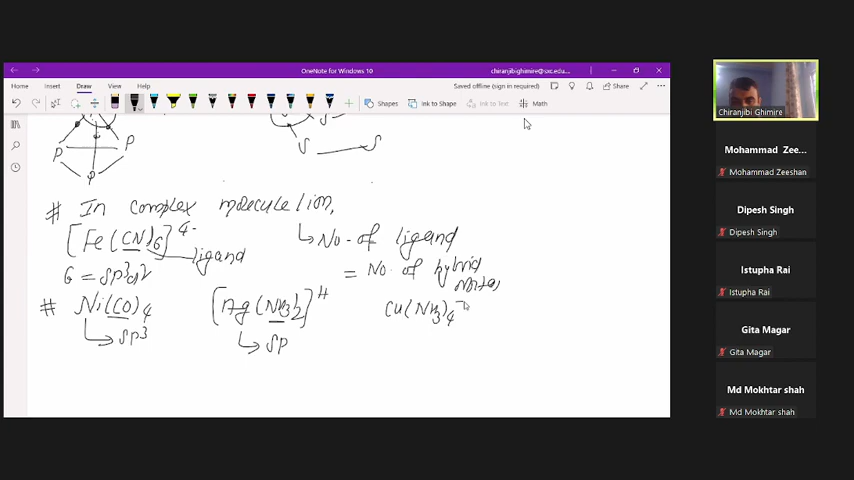 OneNote for Windows 10
chiranjibighimire@sxc.edu...
Home Insert Draw View Help
Saved offline (sign in required)
Share
Shapes Ink to Shape Ink to Text Math
P P
P
S S
# In complex molecule/ion,
[Fe(CN)6]4- ligand
↳ No. of ligand
= No. of hybrid
6 = sp3d2
# Ni(CO)4 [Ag(NH3)2]+
Cu(NH3)4
↳ sp3 ↳ sp
Chiranjibi Ghimire
Mohammad Zee...
Mohammad Zeeshan
Dipesh Singh
Dipesh Singh
Istupha Rai
Istupha Rai
Gita Magar
Gita Magar
Md Mokhtar shah
Md Mokhtar shah